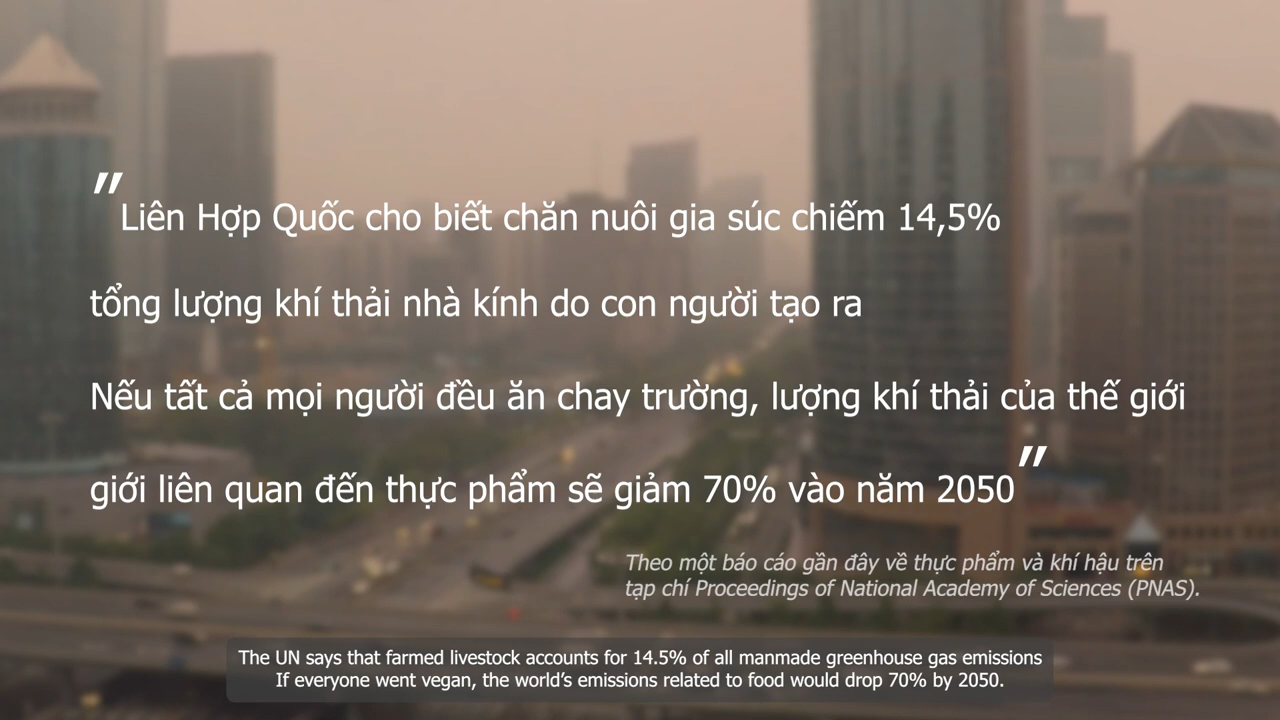 "Liên Hợp Quốc cho biết chăn nuôi gia súc chiếm 14,5%
tổng lượng khí thải nhà kính do con người tạo ra
Nếu tất cả mọi người đều ăn chay trường, lượng khí thải của thế giới
giới liên quan đến thực phẩm sẽ giảm 70% vào năm 2050"
Theo một báo cáo gần đây về thực phẩm và khí hậu trên
tạp chí Proceedings of National Academy of Sciences (PNAS).
The UN says that farmed livestock accounts for 14.5% of all manmade greenhouse gas emissions
If everyone went vegan, the world's emissions related to food would drop 70% by 2050.